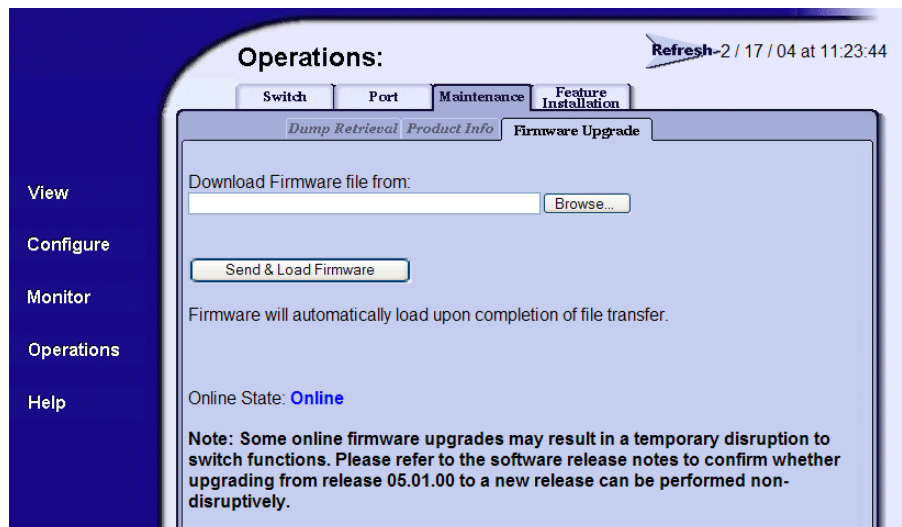 Operations:
Refresh-2 / 17 / 04 at 11:23:44
Switch
Port
Maintenance
Feature
Installation
Dump Retrieval
Product Info
Firmware Upgrade
View
Configure
Monitor
Operations
Help
Download Firmware file from:
Browse...
Send & Load Firmware
Firmware will automatically load upon completion of file transfer.
Online State: Online
Note: Some online firmware upgrades may result in a temporary disruption to
switch functions. Please refer to the software release notes to confirm whether
upgrading from release 05.01.00 to a new release can be performed non-
disruptively.